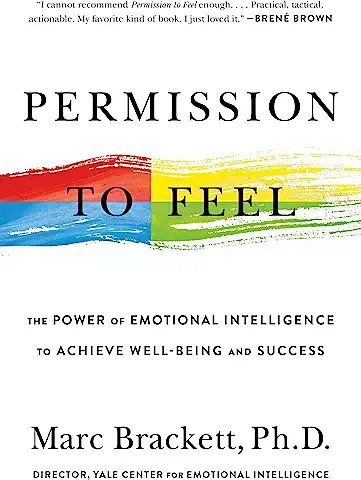 "I cannot recommend Permission to Feel enough. . . . Practical, tactical,
actionable. My favorite kind of book. I just loved it." —BRENÉ BROWN
PERMISSION
TO FEEL
THE POWER OF EMOTIONAL INTELLIGENCE
TO ACHIEVE WELL-BEING AND SUCCESS
Marc Brackett, Ph.D.
DIRECTOR, YALE CENTER FOR EMOTIONAL INTELLIGENCE